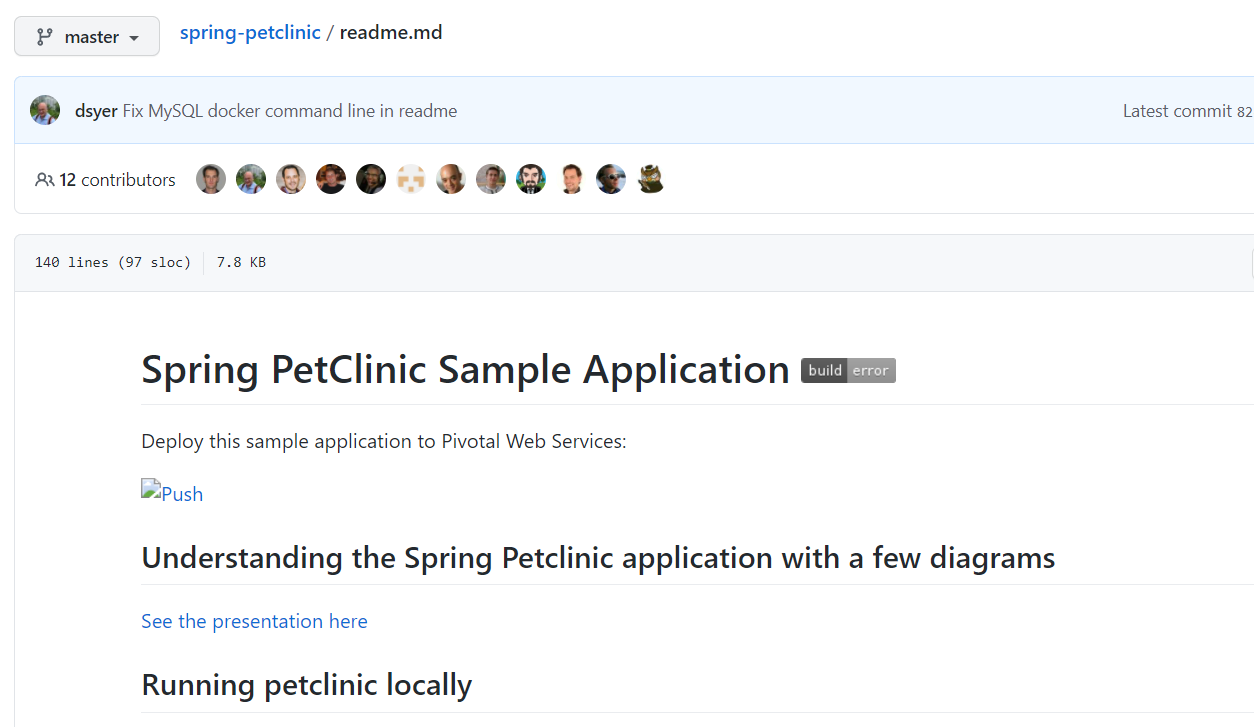 master
spring-petclinic / readme.md
dsyer Fix MySQL docker command line in readme
Latest commit 82
12 contributors
140 lines (97 sloc) 7.8 KB
Spring PetClinic Sample Application build error
Deploy this sample application to Pivotal Web Services:
Push
Understanding the Spring Petclinic application with a few diagrams
See the presentation here
Running petclinic locally